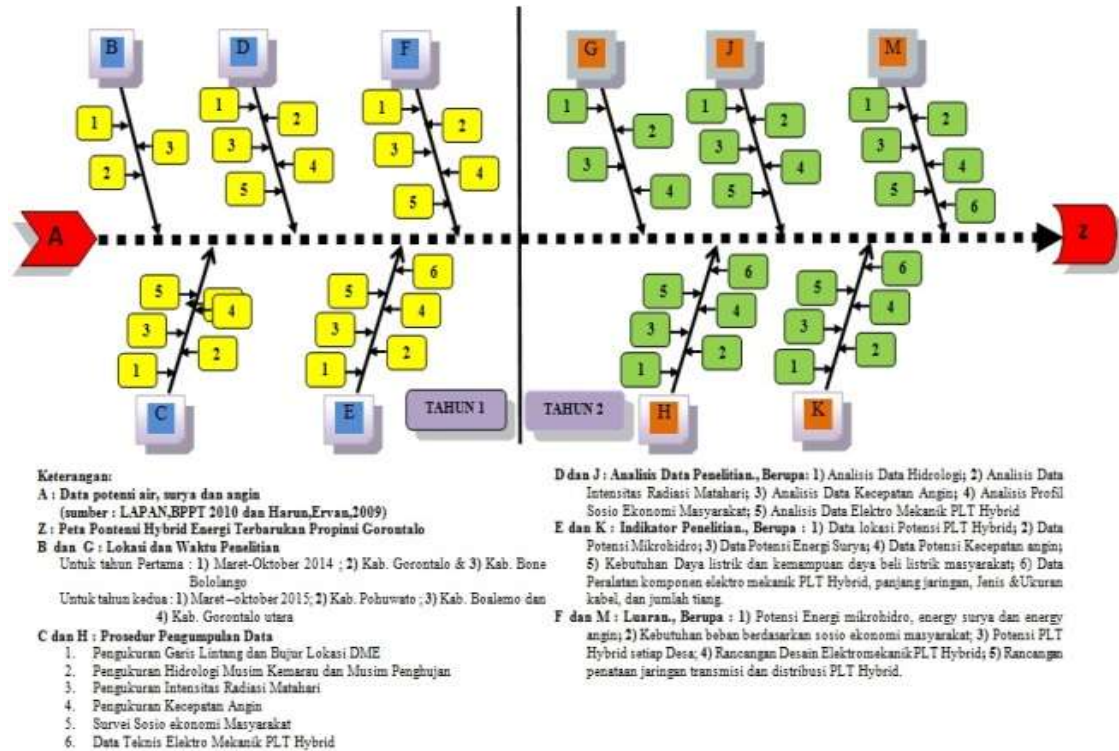 B D F G J M
1 1 2 1 1 1 2 1 2
1 3 3 2 3 2 3 2 3 4
2 5 4 5 4 3 4 5 4 5 6
A Z
5 4 5 6 5 6 5 6
3 2 3 4 3 4 3 4
1 1 2 1 2 1 2
C E TAHUN 1 TAHUN 2 H K
Keterangan:
A : Data potensi air, surya dan angin
(sumber : LAPAN,BPPT 2010 dan Harun,Ervan,2009)
Z : Peta Pontensi Hybrid Energi Terbarukan Propinsi Gorontalo
B dan G : Lokasi dan Waktu Penelitian
Untuk tahun Pertama : 1) Maret-Oktober 2014 ; 2) Kab. Gorontalo & 3) Kab. Bone
Bololango
Untuk tahun kedua : 1) Maret–oktober 2015; 2) Kab. Pohuwato ; 3) Kab. Boalemo dan
4) Kab. Gorontalo utara
C dan H : Prosedur Pengumpulan Data
1. Pengukuran Garis Lintang dan Bujur Lokasi DME
2. Pengukuran Hidrologi Musim Kemarau dan Musim Penghujan
3. Pengukuran Intensitas Radiasi Matahari
4. Pengukuran Kecepatan Angin
5. Survei Sosio ekonomi Masyarakat
6. Data Teknis Elektro Mekanik PLT Hybrid
D dan J : Analisis Data Penelitian., Berupa: 1) Analisis Data Hidrologi; 2) Analisis Data
Intensitas Radiasi Matahari; 3) Analisis Data Kecepatan Angin; 4) Analisis Profil
Sosio Ekonomi Masyarakat; 5) Analisis Data Elektro Mekanik PLT Hybrid
E dan K : Indikator Penelitian., Berupa : 1) Data lokasi Potensi PLT Hybrid; 2) Data
Potensi Mikrohidro; 3) Data Potensi Energi Surya; 4) Data Potensi Kecepatan angin;
5) Kebutuhan Daya listrik dan kemampuan daya beli listrik masyarakat; 6) Data
Peralatan komponen elektro mekanik PLT Hybrid, panjang jaringan, Jenis &Ukuran
kabel, dan jumlah tiang.
F dan M : Luaran., Berupa : 1) Potensi Energi mikrohidro, energy surya dan energy
angin; 2) Kebutuhan beban berdasarkan sosio ekonomi masyarakat; 3) Potensi PLT
Hybrid setiap Desa; 4) Rancangan Desain Elektromekanik PLT Hybrid; 5) Rancangan
penataan jaringan transmisi dan distribusi PLT Hybrid.